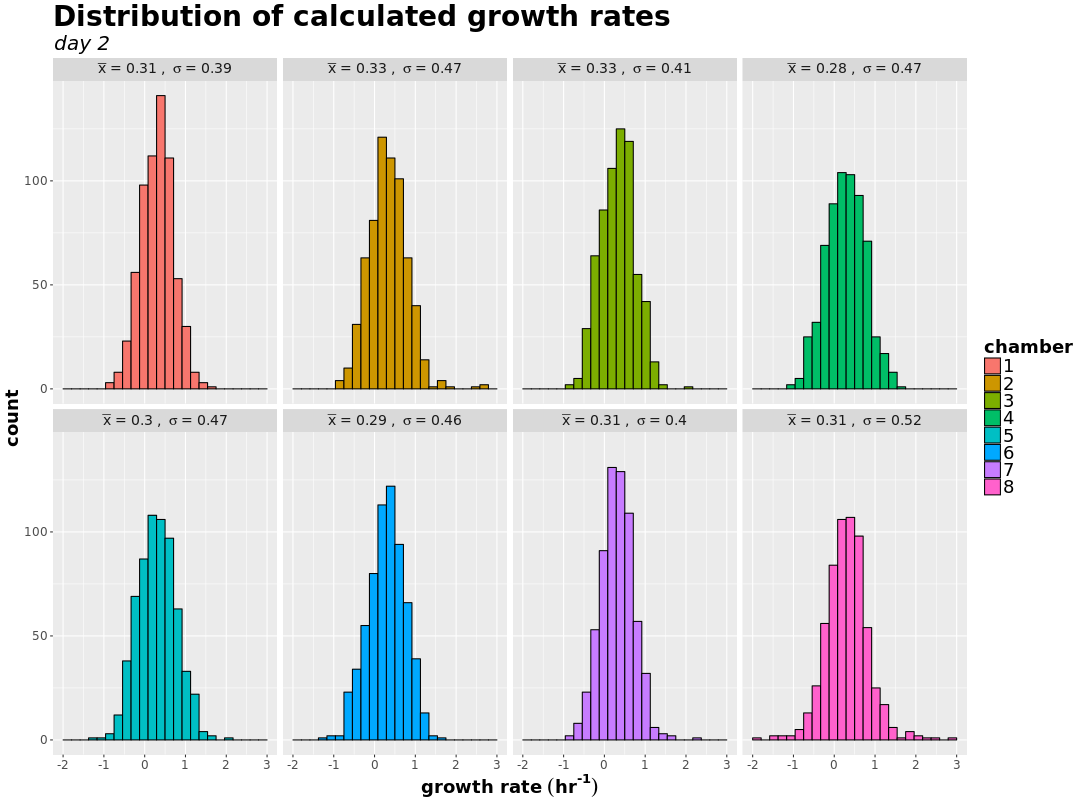 Distribution of calculated growth rates
day 2
x̅ = 0.31 , σ = 0.39
x̅ = 0.33 , σ = 0.47
x̅ = 0.33 , σ = 0.41
x̅ = 0.28 , σ = 0.47
100
50
0
x̅ = 0.3 , σ = 0.47
x̅ = 0.29 , σ = 0.46
x̅ = 0.31 , σ = 0.4
x̅ = 0.31 , σ = 0.52
100
50
0
-2 -1 0 1 2 3
-2 -1 0 1 2 3
-2 -1 0 1 2 3
-2 -1 0 1 2 3
growth rate (hr⁻¹)
count
chamber
1
2
3
4
5
6
7
8